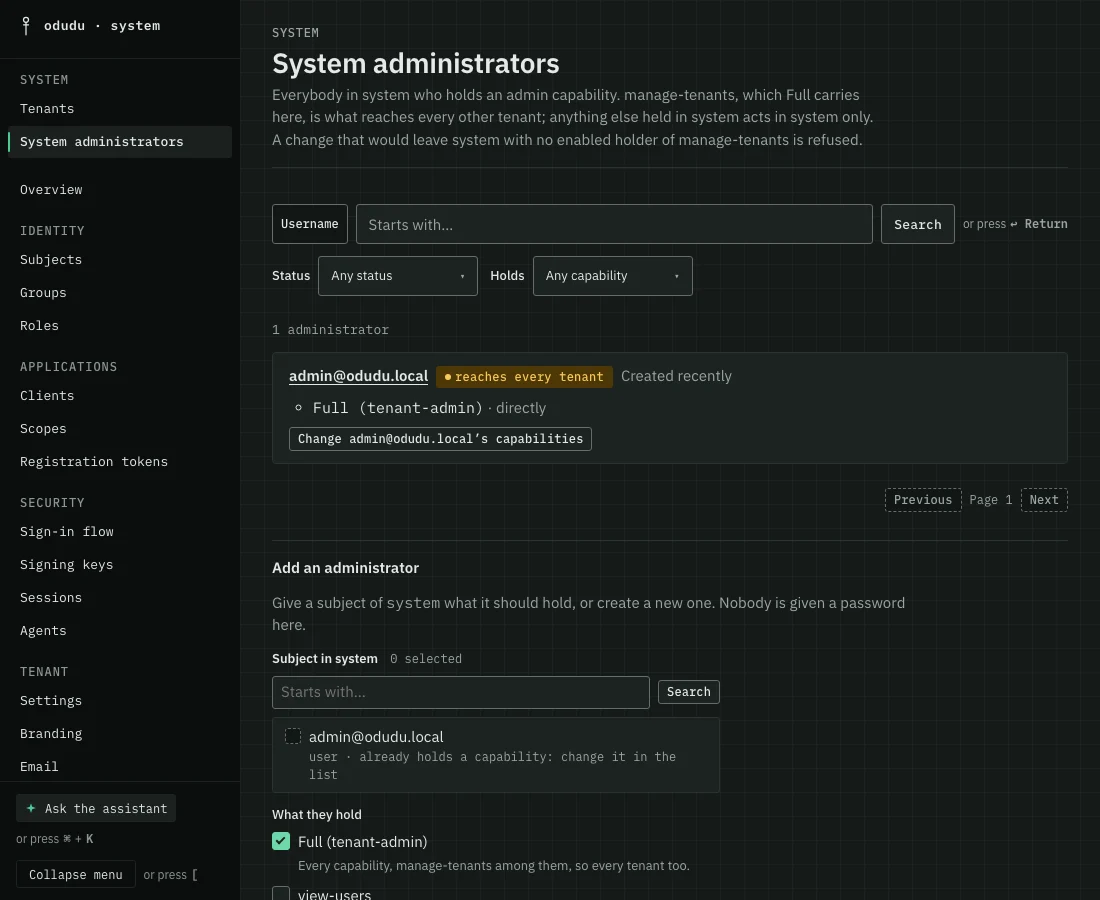 odudu · system
SYSTEM
Tenants
System administrators
Overview
IDENTITY
Subjects
Groups
Roles
APPLICATIONS
Clients
Scopes
Registration tokens
SECURITY
Sign-in flow
Signing keys
Sessions
Agents
TENANT
Settings
Branding
Email
Ask the assistant
or press ⌘ + K
Collapse menu or press [
SYSTEM
System administrators
Everybody in system who holds an admin capability. manage-tenants, which Full carries
here, is what reaches every other tenant; anything else held in system acts in system only.
A change that would leave system with no enabled holder of manage-tenants is refused.
Username Starts with... Search or press ↩ Return
Status Any status Holds Any capability
1 administrator
admin@odudu.local reaches every tenant Created recently
Full (tenant-admin) · directly
Change admin@odudu.local’s capabilities
Previous Page 1 Next
Add an administrator
Give a subject of system what it should hold, or create a new one. Nobody is given a password
here.
Subject in system 0 selected
Starts with... Search
admin@odudu.local
user · already holds a capability: change it in the
list
What they hold
Full (tenant-admin)
Every capability, manage-tenants among them, so every tenant too.
view-users